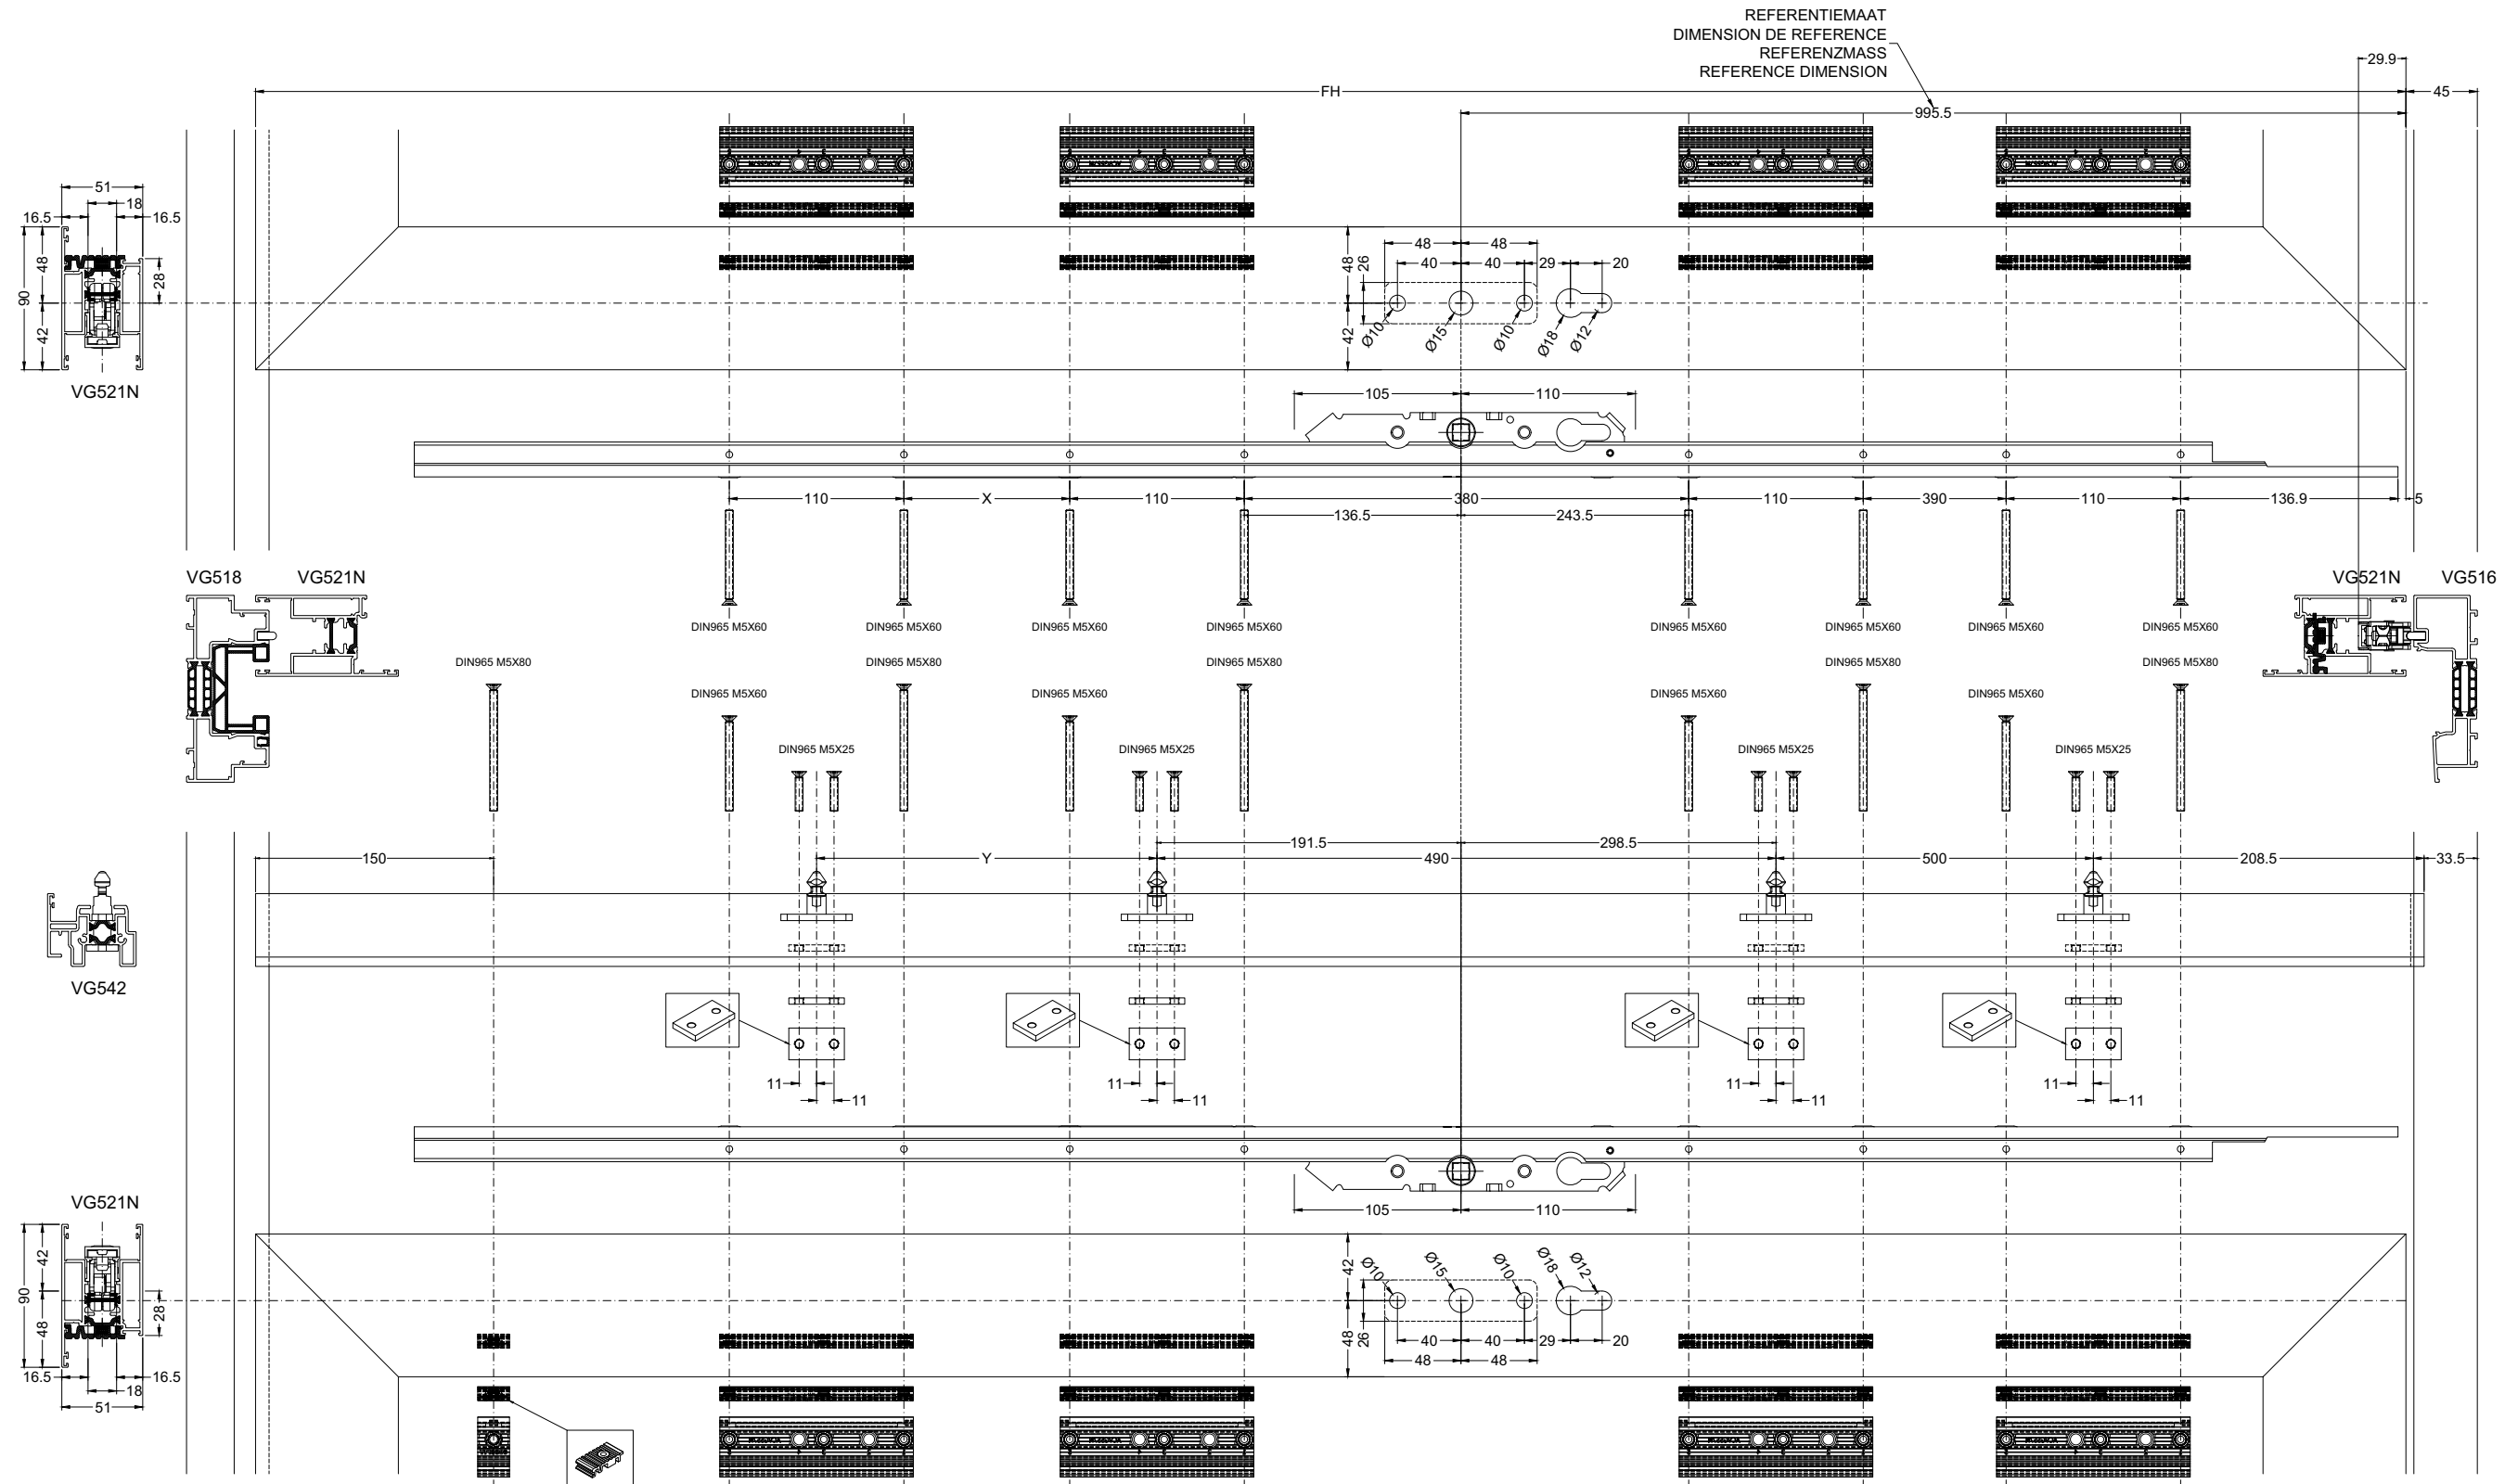 REFERENTIEMAAT
DIMENSION DE REFERENCE
REFERENZMASS
REFERENCE DIMENSION
29.9
FH
45
995.5
51
18
16.5
16.5
48
90
28
42
VG521N
48
48
48
26
40
40
29
20
42
Ø10
Ø15
Ø10
Ø18
Ø12
105
110
110
X
110
380
110
390
110
136.9
5
136.5
243.5
VG518
VG521N
VG521N
VG516
DIN965 M5X60
DIN965 M5X60
DIN965 M5X60
DIN965 M5X60
DIN965 M5X60
DIN965 M5X60
DIN965 M5X60
DIN965 M5X60
DIN965 M5X80
DIN965 M5X80
DIN965 M5X80
DIN965 M5X80
DIN965 M5X80
DIN965 M5X60
DIN965 M5X60
DIN965 M5X60
DIN965 M5X60
DIN965 M5X25
DIN965 M5X25
DIN965 M5X25
DIN965 M5X25
191.5
298.5
150
Y
490
500
208.5
33.5
VG542
11
11
11
11
11
11
11
11
VG521N
105
110
42
90
28
48
16.5
16.5
18
51
42
Ø10
Ø15
Ø10
Ø18
Ø12
48
26
40
40
29
20
48
48